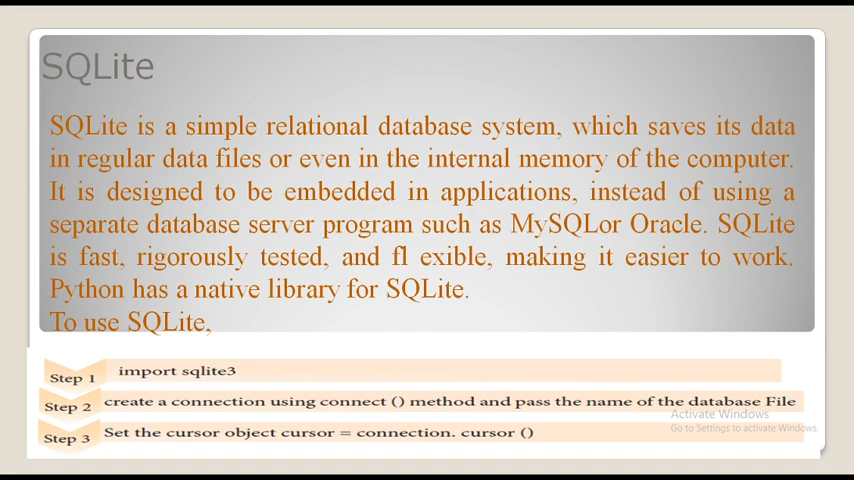 SQLite
SQLite is a simple relational database system, which saves its data
in regular data files or even in the internal memory of the computer.
It is designed to be embedded in applications, instead of using a
separate database server program such as MySQLor Oracle. SQLite
is fast, rigorously tested, and fl exible, making it easier to work.
Python has a native library for SQLite.
To use SQLite,
Step 1 import sqlite3
Step 2 create a connection using connect () method and pass the name of the database File
Activate Windows
Go to Settings to activate Windows.
Step 3 Set the cursor object cursor = connection. cursor ()